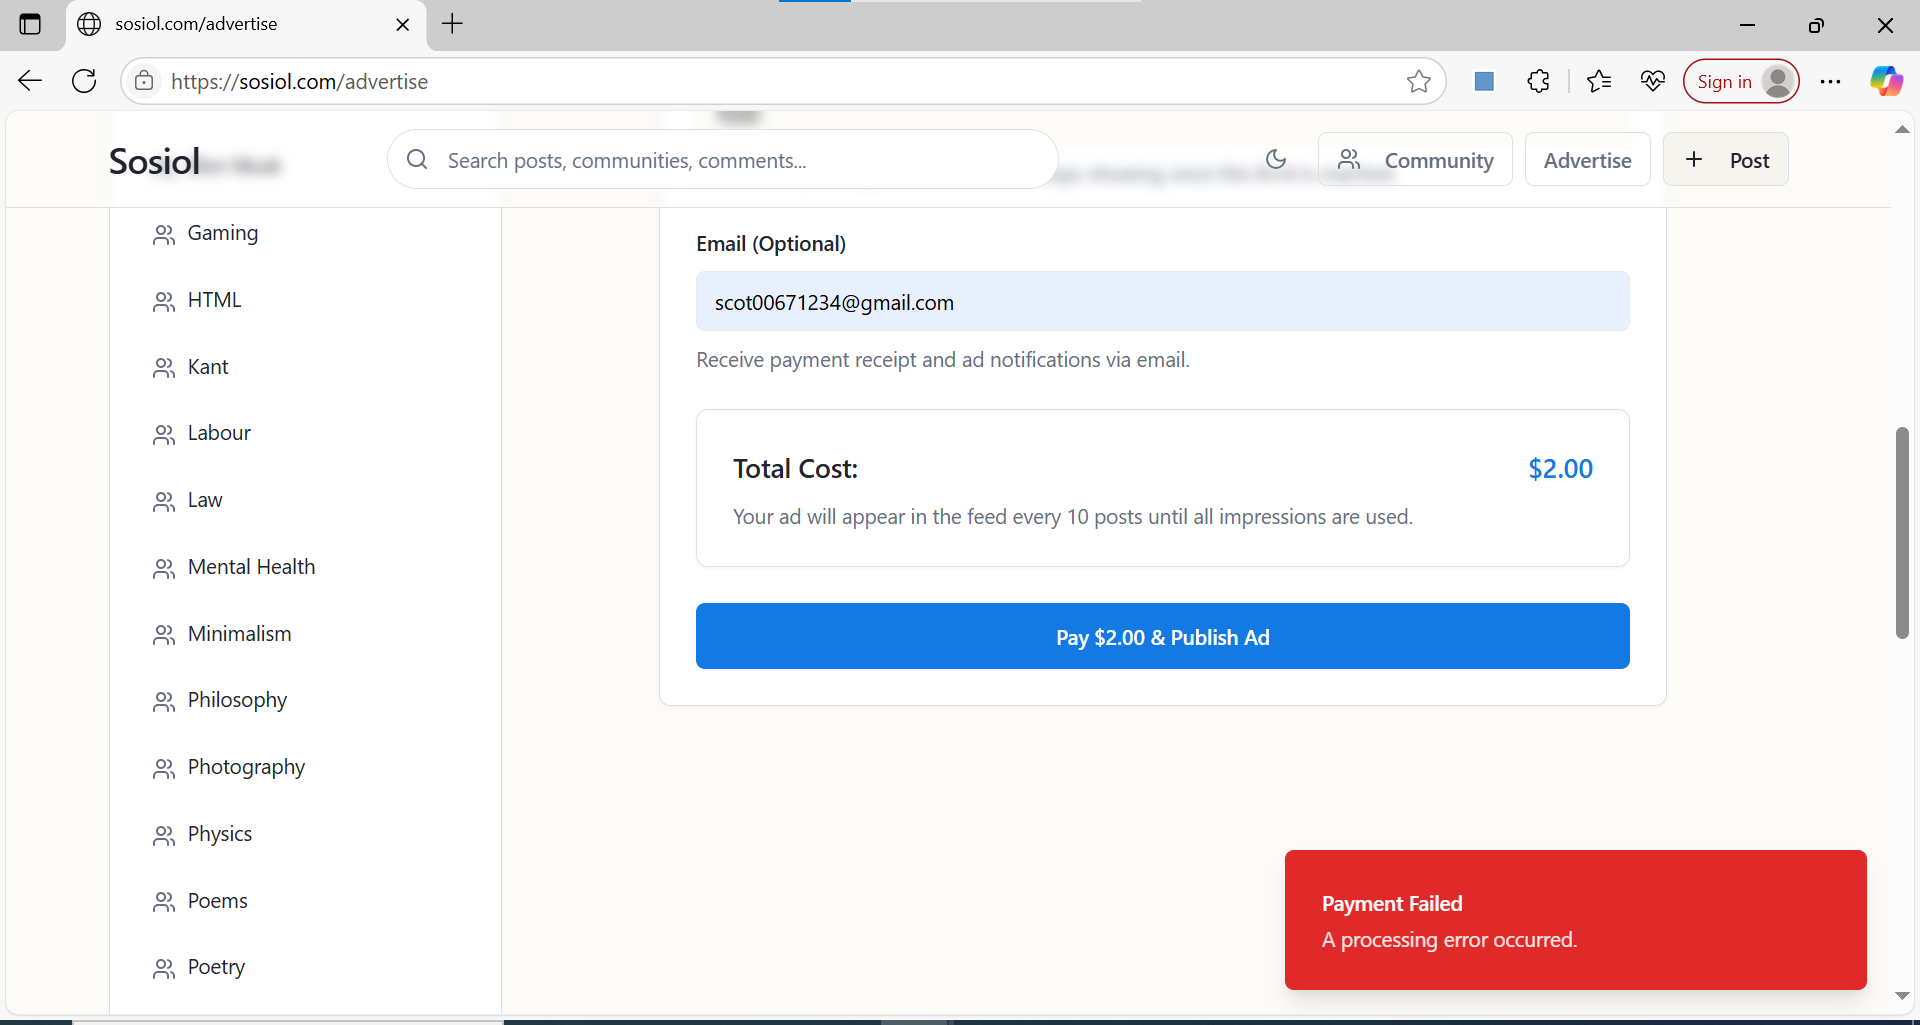 sosiol.com/advertise
https://sosiol.com/advertise
Sign in
Sosiol
Search posts, communities, comments...
Community
Advertise
Post
Gaming
HTML
Kant
Labour
Law
Mental Health
Minimalism
Philosophy
Photography
Physics
Poems
Poetry
Email (Optional)
scot00671234@gmail.com
Receive payment receipt and ad notifications via email.
Total Cost:
$2.00
Your ad will appear in the feed every 10 posts until all impressions are used.
Pay $2.00 & Publish Ad
Payment Failed
A processing error occurred.